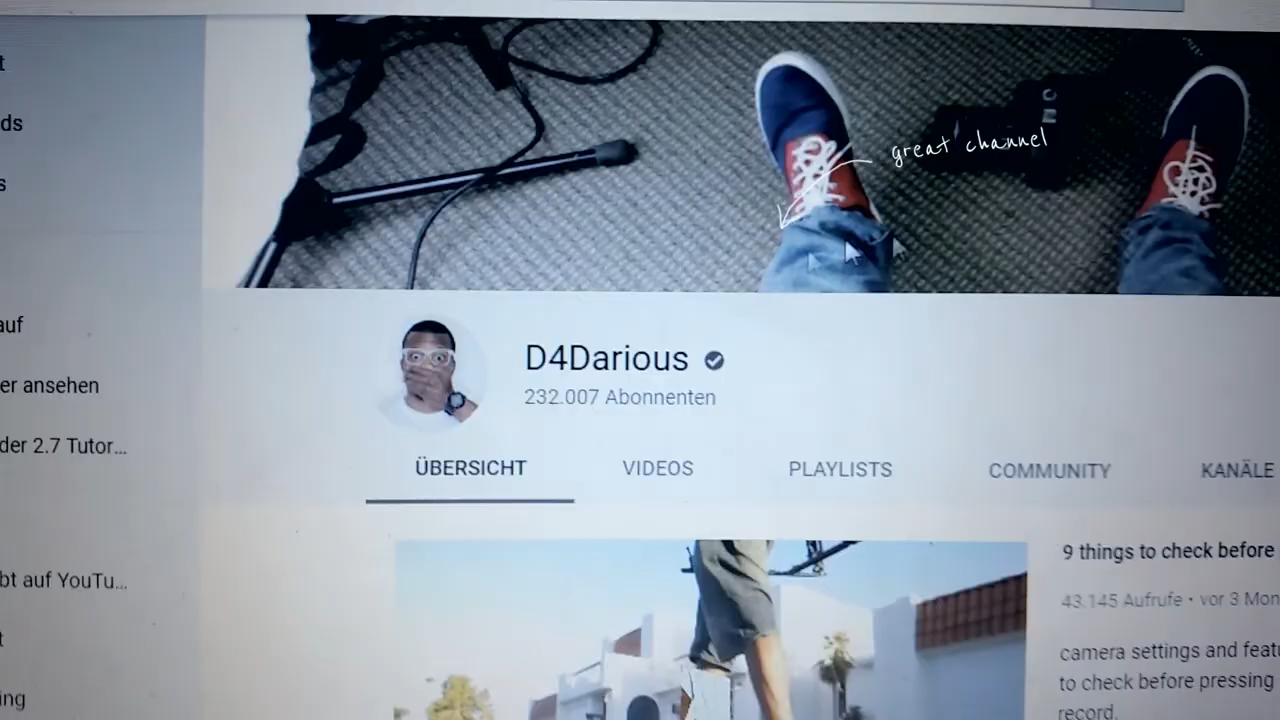 great channel
D4Darious
232.007 Abonnenten
ÜBERSICHT VIDEOS PLAYLISTS COMMUNITY KANÄLE
9 things to check before
43.145 Aufrufe • vor 3 Mon
camera settings and feat
to check before pressing
record.
t
ds
s
auf
er ansehen
der 2.7 Tutor...
bt auf YouTu...
t
ing